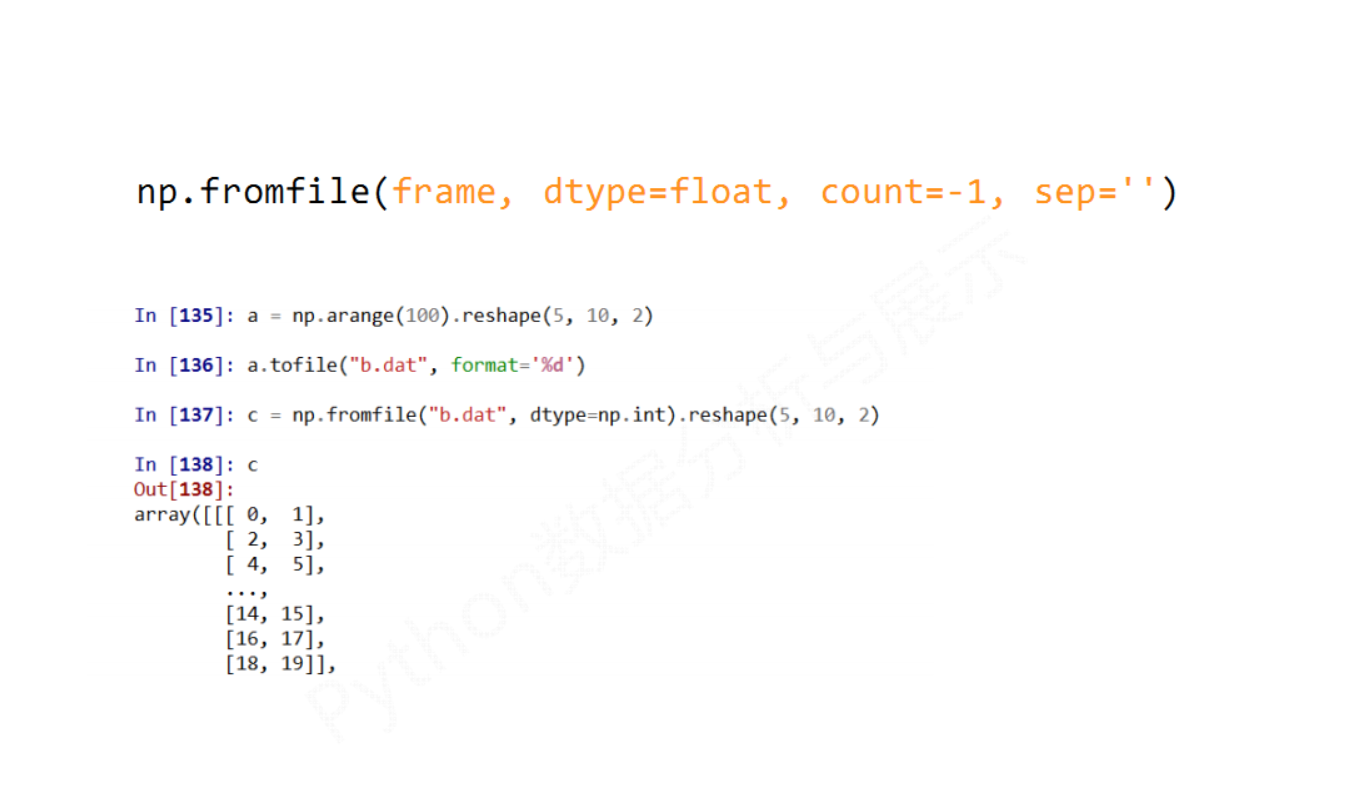 np.fromfile(frame, dtype=float, count=-1, sep='')
In [135]: a = np.arange(100).reshape(5, 10, 2)
In [136]: a.tofile("b.dat", format='%d')
In [137]: c = np.fromfile("b.dat", dtype=np.int).reshape(5, 10, 2)
In [138]: c
Out[138]:
array([[[ 0,  1],
[ 2,  3],
[ 4,  5],
...,
[14, 15],
[16, 17],
[18, 19]],
Python数据分析与展示